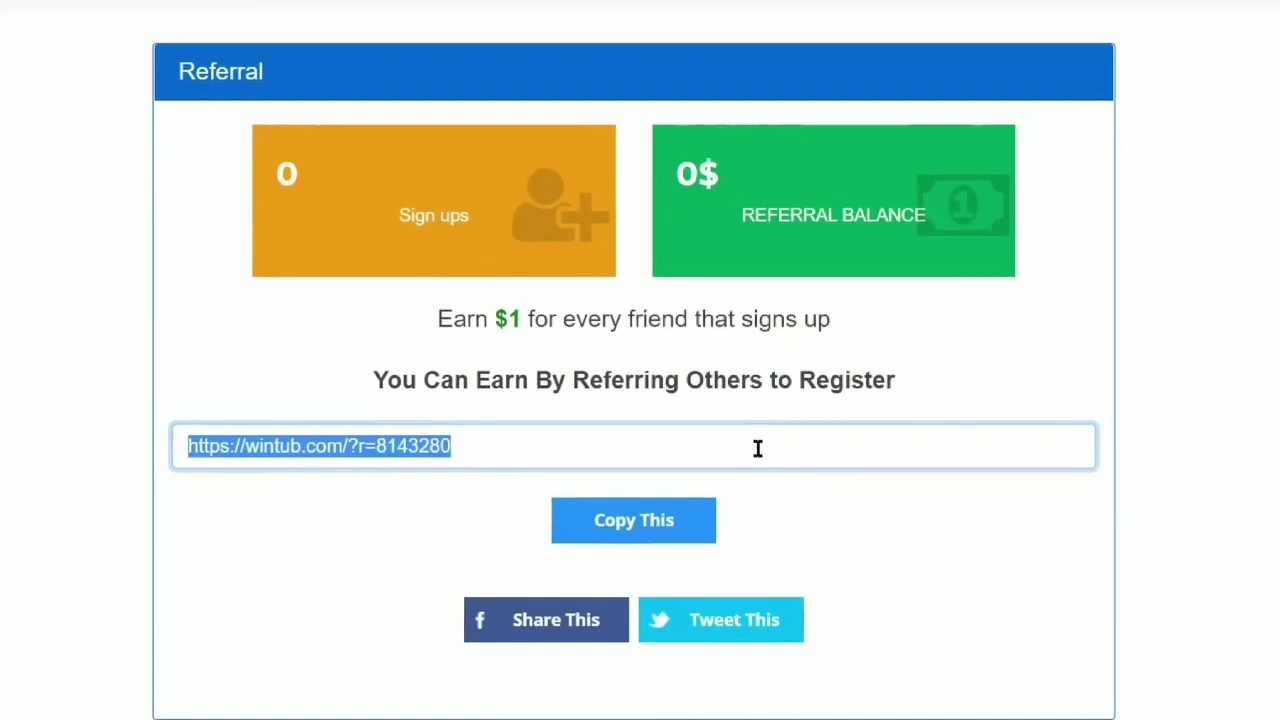 Referral
0
Sign ups
0$
REFERRAL BALANCE
1
Earn $1 for every friend that signs up
You Can Earn By Referring Others to Register
https://wintub.com/?r=8143280
Copy This
f Share This
Tweet This